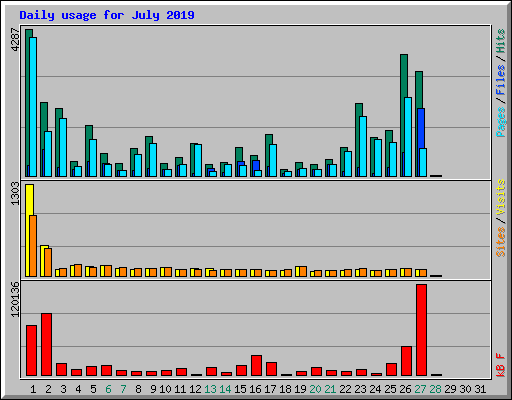 Daily usage for July 2019
4287
Pages / Files / Hits
1303
Sites / Visits
120136
kB F
1 2 3 4 5 6 7 8 9 10 11 12 13 14 15 16 17 18 19 20 21 22 23 24 25 26 27 28 29 30 31